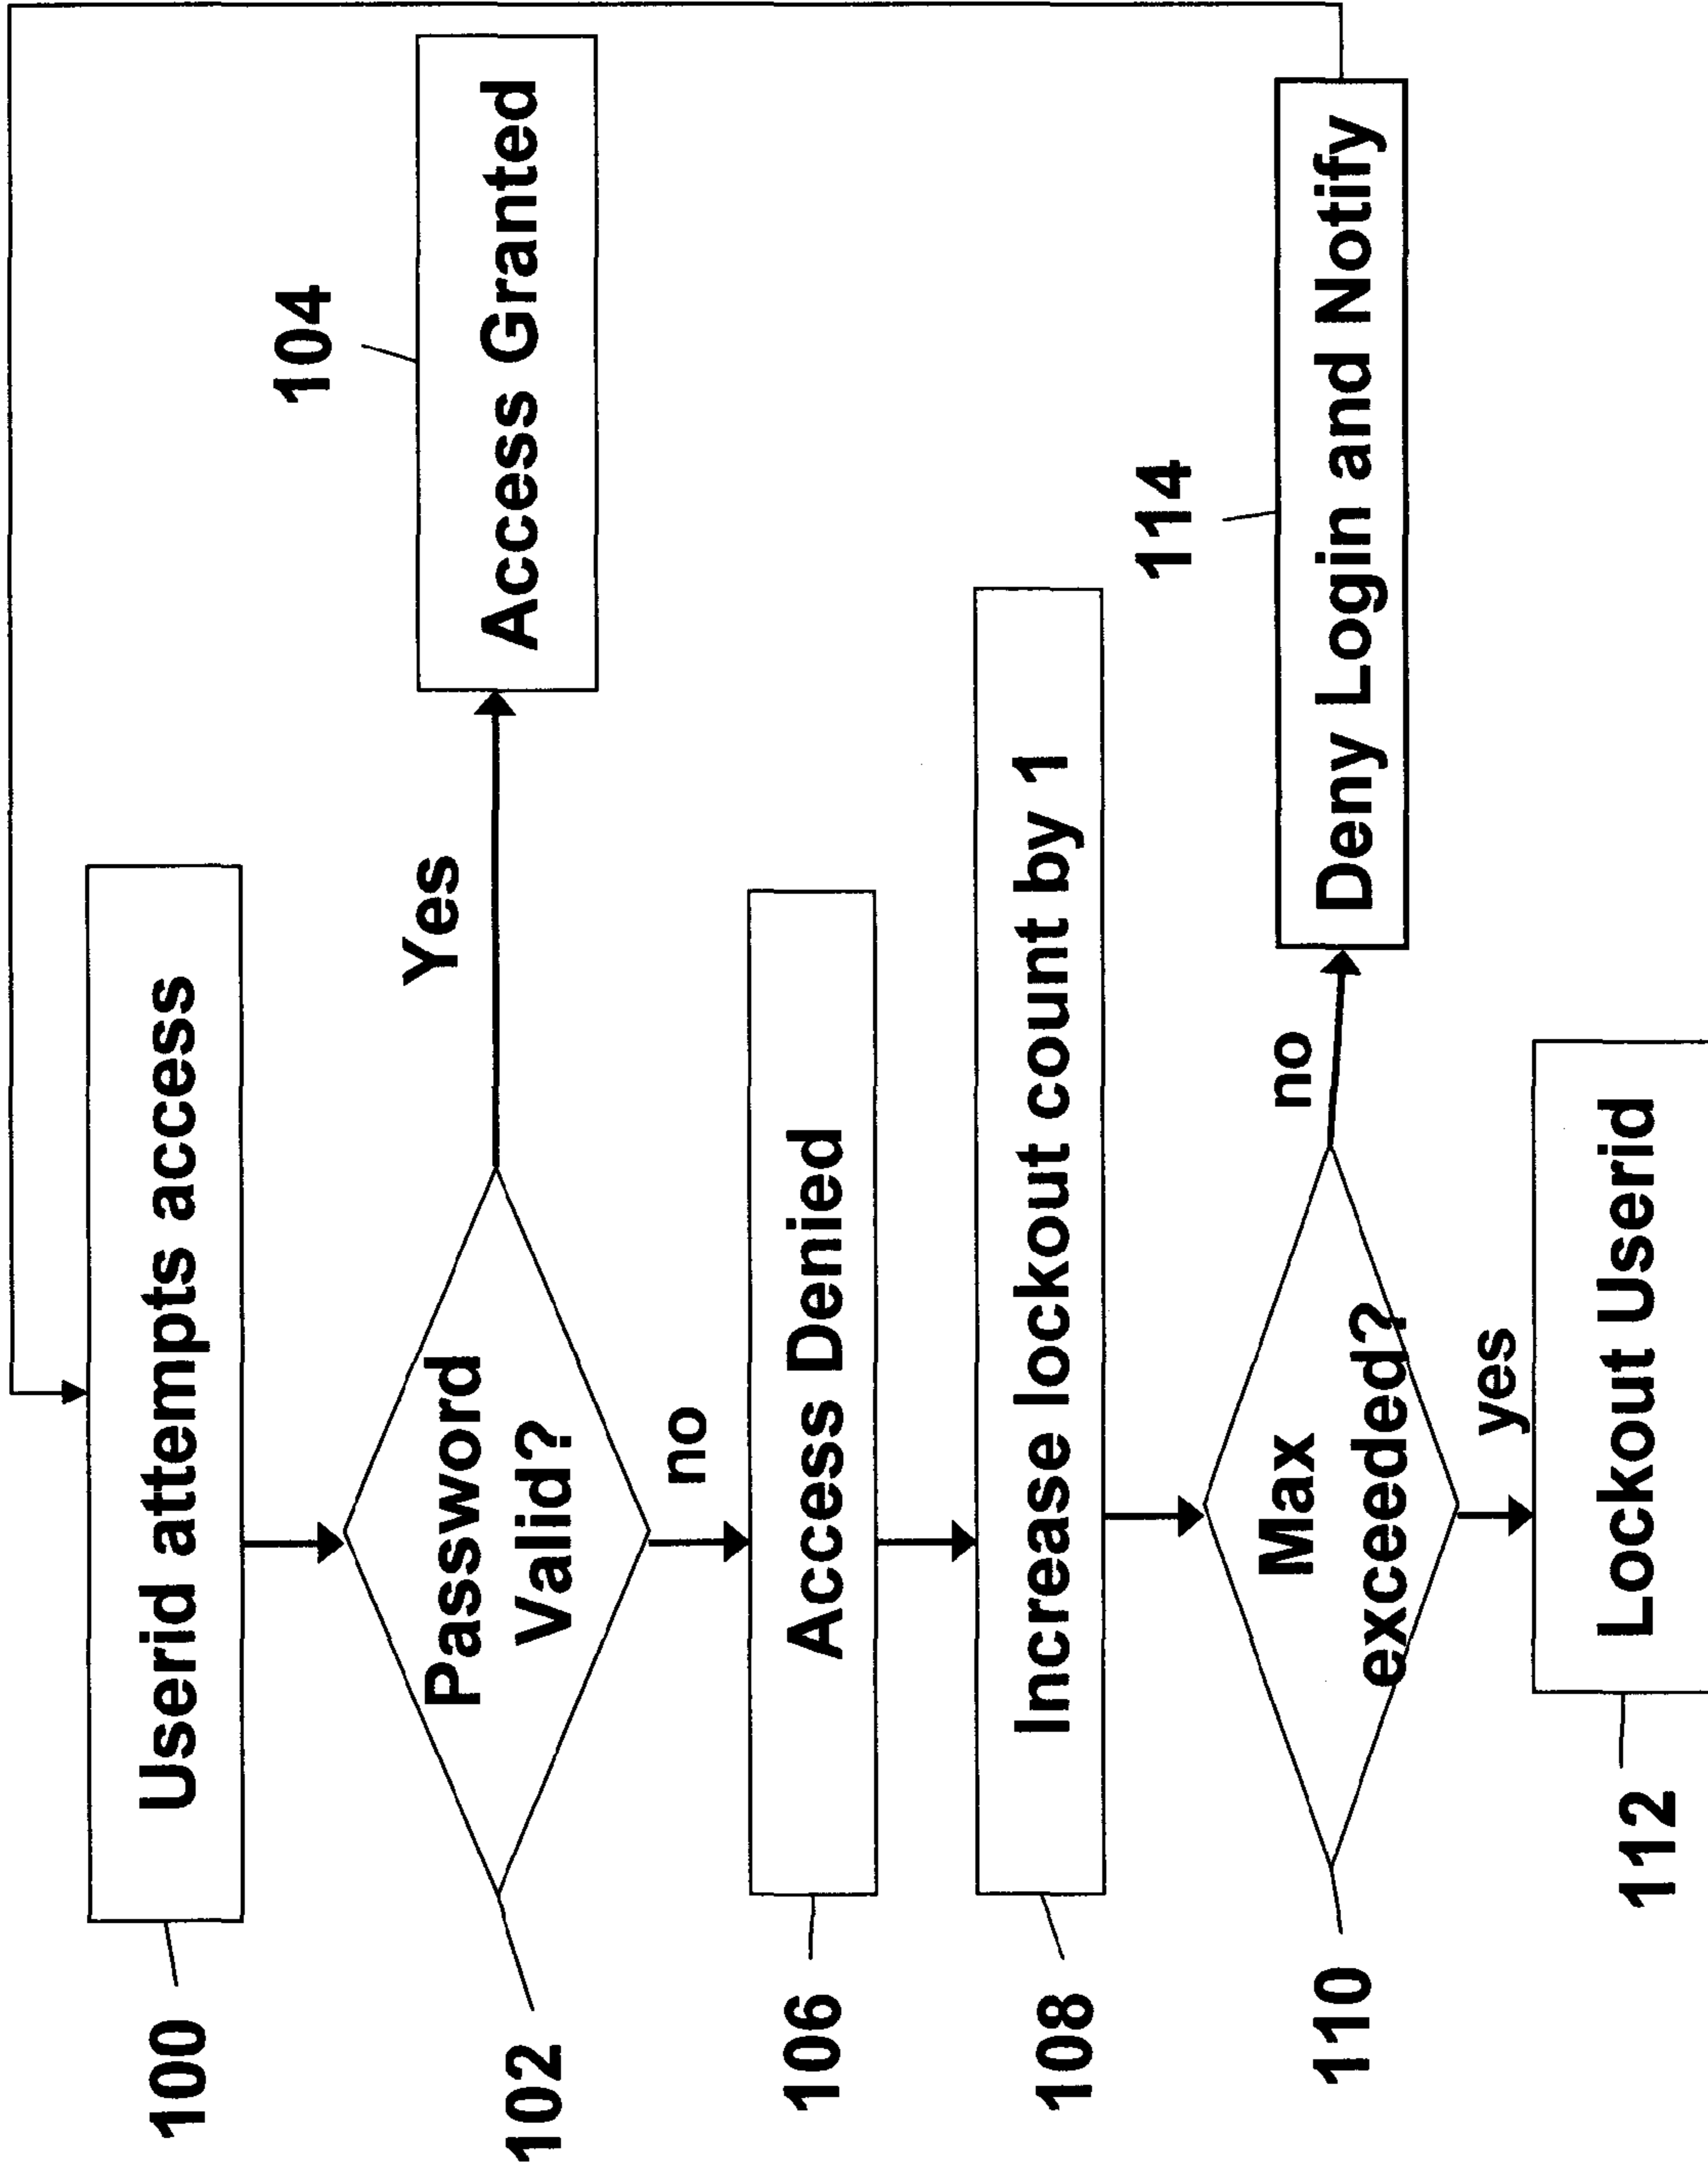 100
Userid attempts access
102
Password
Valid?
Yes
104
Access Granted
no
106
Access Denied
108
Increase lockout count by 1
110
Max
exceeded?
no
114
Deny Login and Notify
yes
112
Lockout Userid